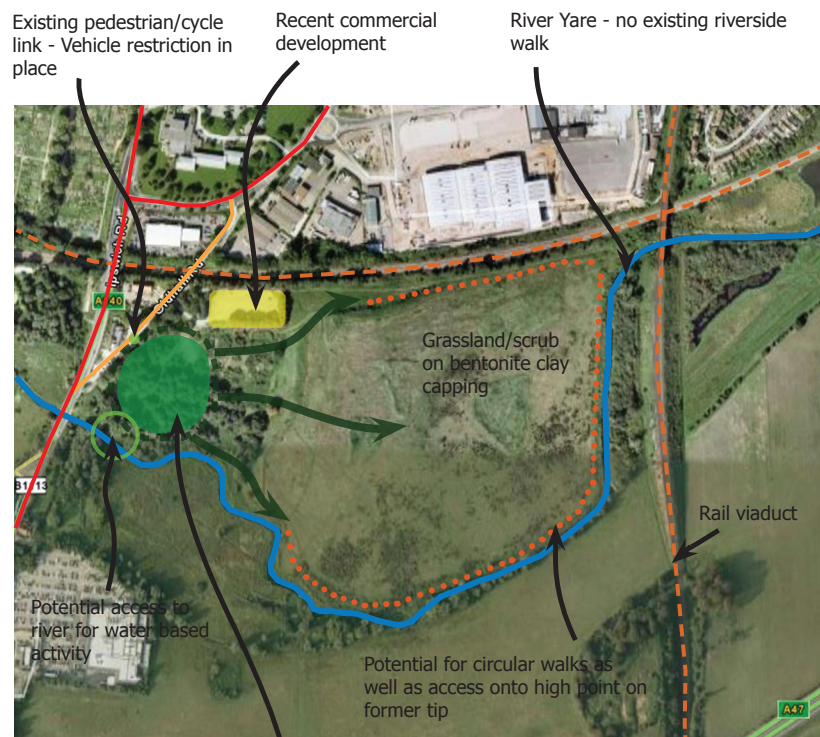 Existing pedestrian/cycle
link - Vehicle restriction in
place
Recent commercial
development
River Yare - no existing riverside
walk
A140
Grassland/scrub
on bentonite clay
capping
Rail viaduct
Potential access to
river for water based
activity
Potential for circular walks as
well as access onto high point on
former tip
A47